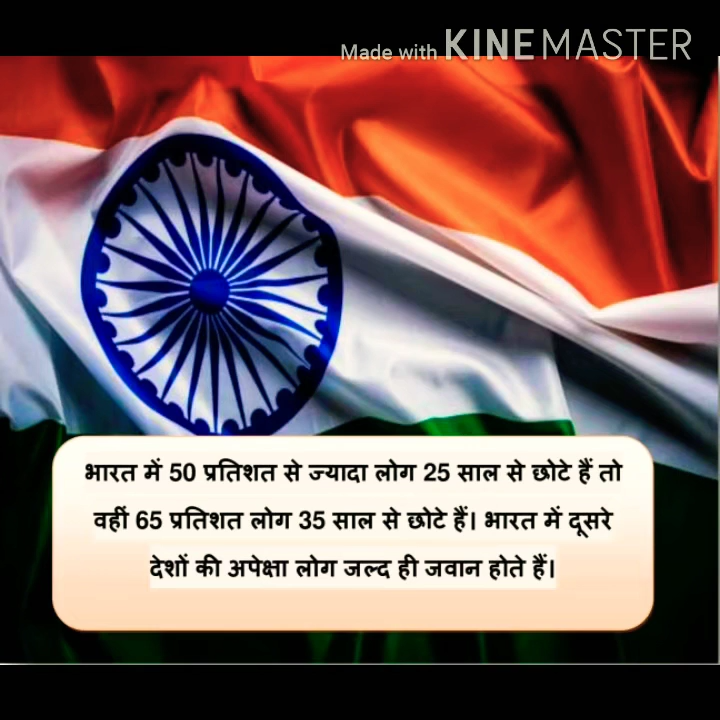 Made with KINEMASTER
भारत में 50 प्रतिशत से ज्यादा लोग 25 साल से छोटे हैं तो
वहीं 65 प्रतिशत लोग 35 साल से छोटे हैं। भारत में दूसरे
देशों की अपेक्षा लोग जल्द ही जवान होते हैं।